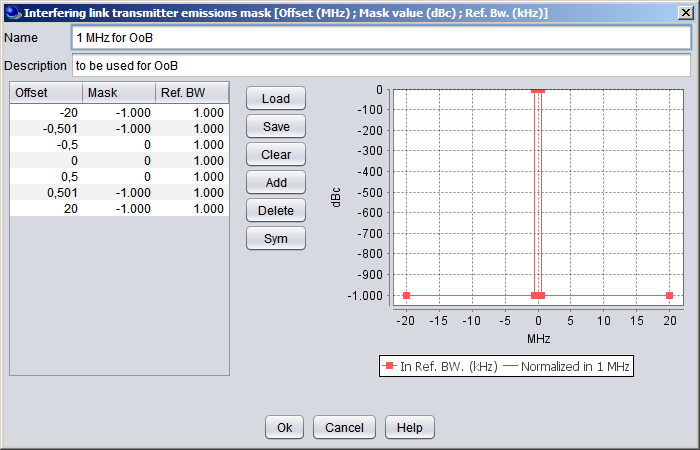 Interfering link transmitter emissions mask [Offset (MHz) ; Mask value (dBc) ; Ref. Bw. (kHz)]
Name 1 MHz for OoB
Description to be used for OoB
Offset Mask Ref. BW
-20 -1.000 1.000
-0,501 -1.000 1.000
-0,5 0 1.000
0 0 1.000
0,5 0 1.000
0,501 -1.000 1.000
20 -1.000 1.000
Load
Save
Clear
Add
Delete
Sym
dBc
0
-100
-200
-300
-400
-500
-600
-700
-800
-900
-1.000
-20 -15 -10 -5 0 5 10 15 20
MHz
In Ref. BW. (kHz) Normalized in 1 MHz
Ok Cancel Help